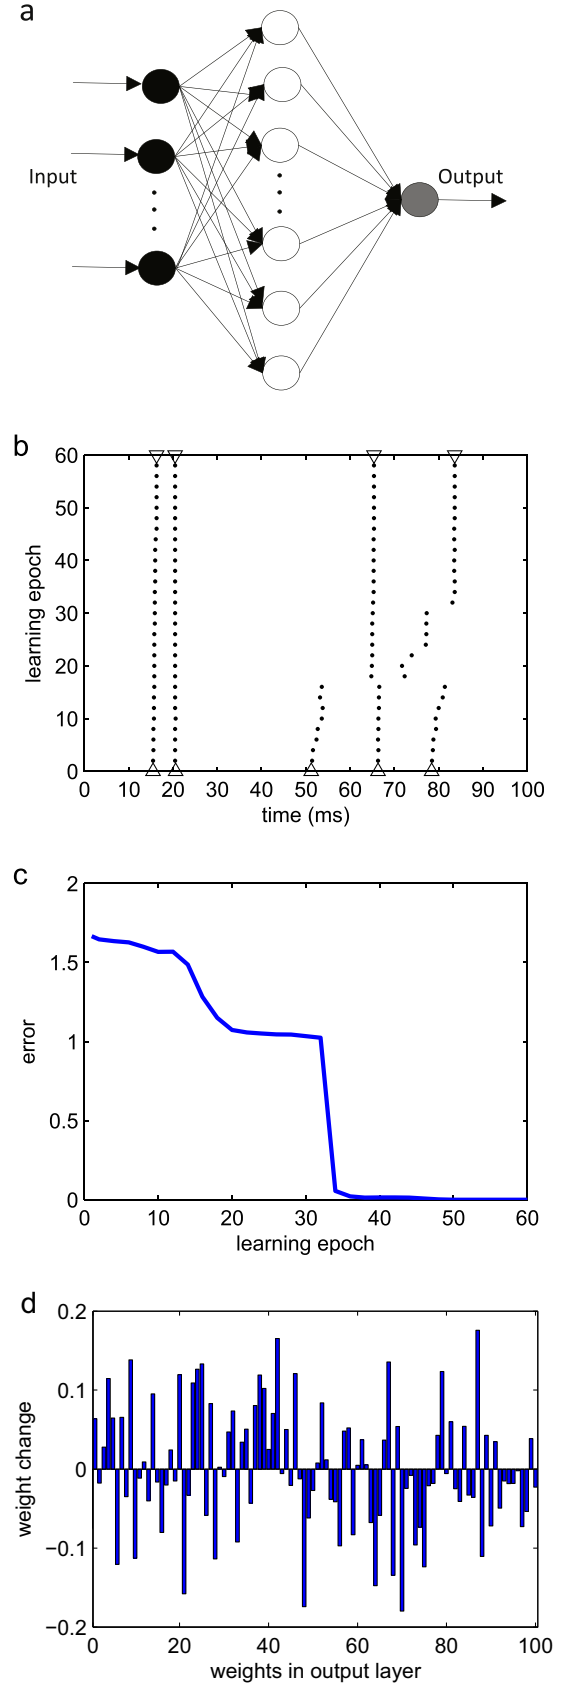 a
Input
Output
b
60
50
40
30
20
10
0
learning epoch
0 10 20 30 40 50 60 70 80 90 100
time (ms)
c
2
1.5
1
0.5
0
error
0 10 20 30 40 50 60
learning epoch
d
0.2
0.1
0
−0.1
−0.2
weight change
0 20 40 60 80 100
weights in output layer